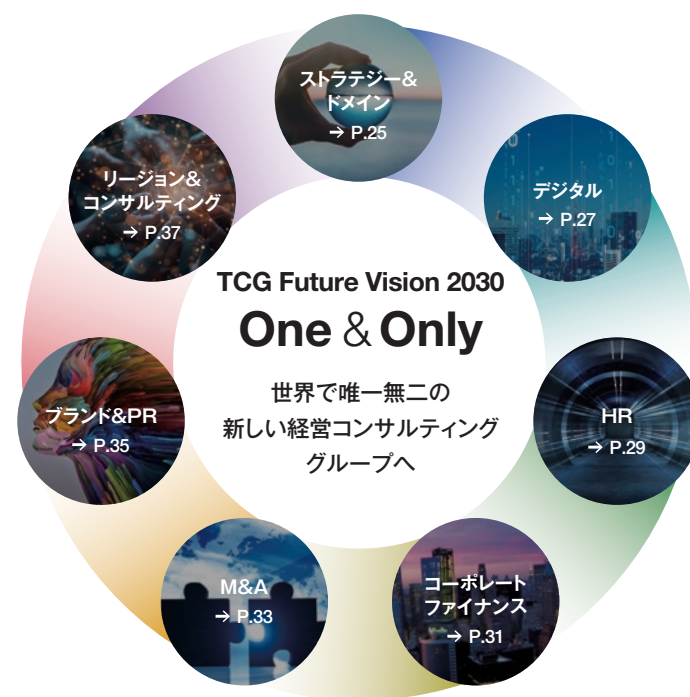 TCG Future Vision 2030
One & Only
世界で唯一無二の
新しい経営コンサルティング
グループへ
ストラテジー&
ドメイン
→ P.25
デジタル
→ P.27
HR
→ P.29
コーポレート
ファイナンス
→ P.31
M&A
→ P.33
ブランド&PR
→ P.35
リージョン&
コンサルティング
→ P.37